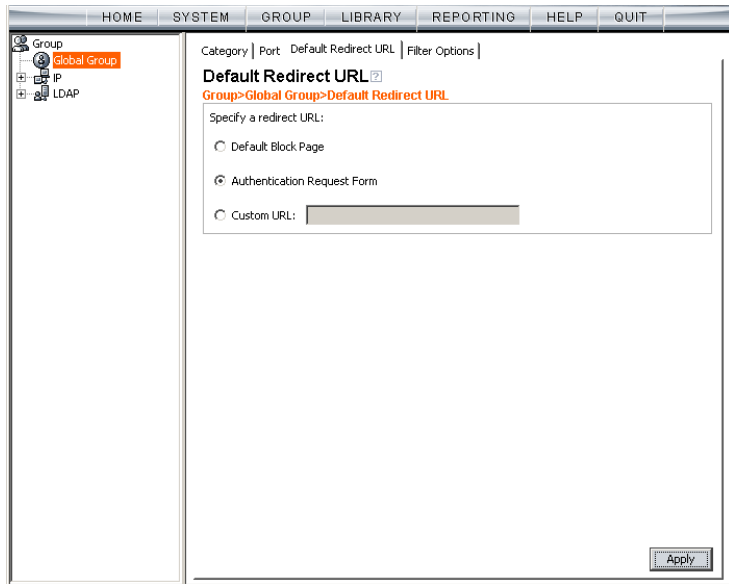 HOME SYSTEM GROUP LIBRARY REPORTING HELP QUIT
Group
Global Group
IP
LDAP
Category Port Default Redirect URL Filter Options
Default Redirect URL ?
Group>Global Group>Default Redirect URL
Specify a redirect URL:
Default Block Page
Authentication Request Form
Custom URL:
Apply